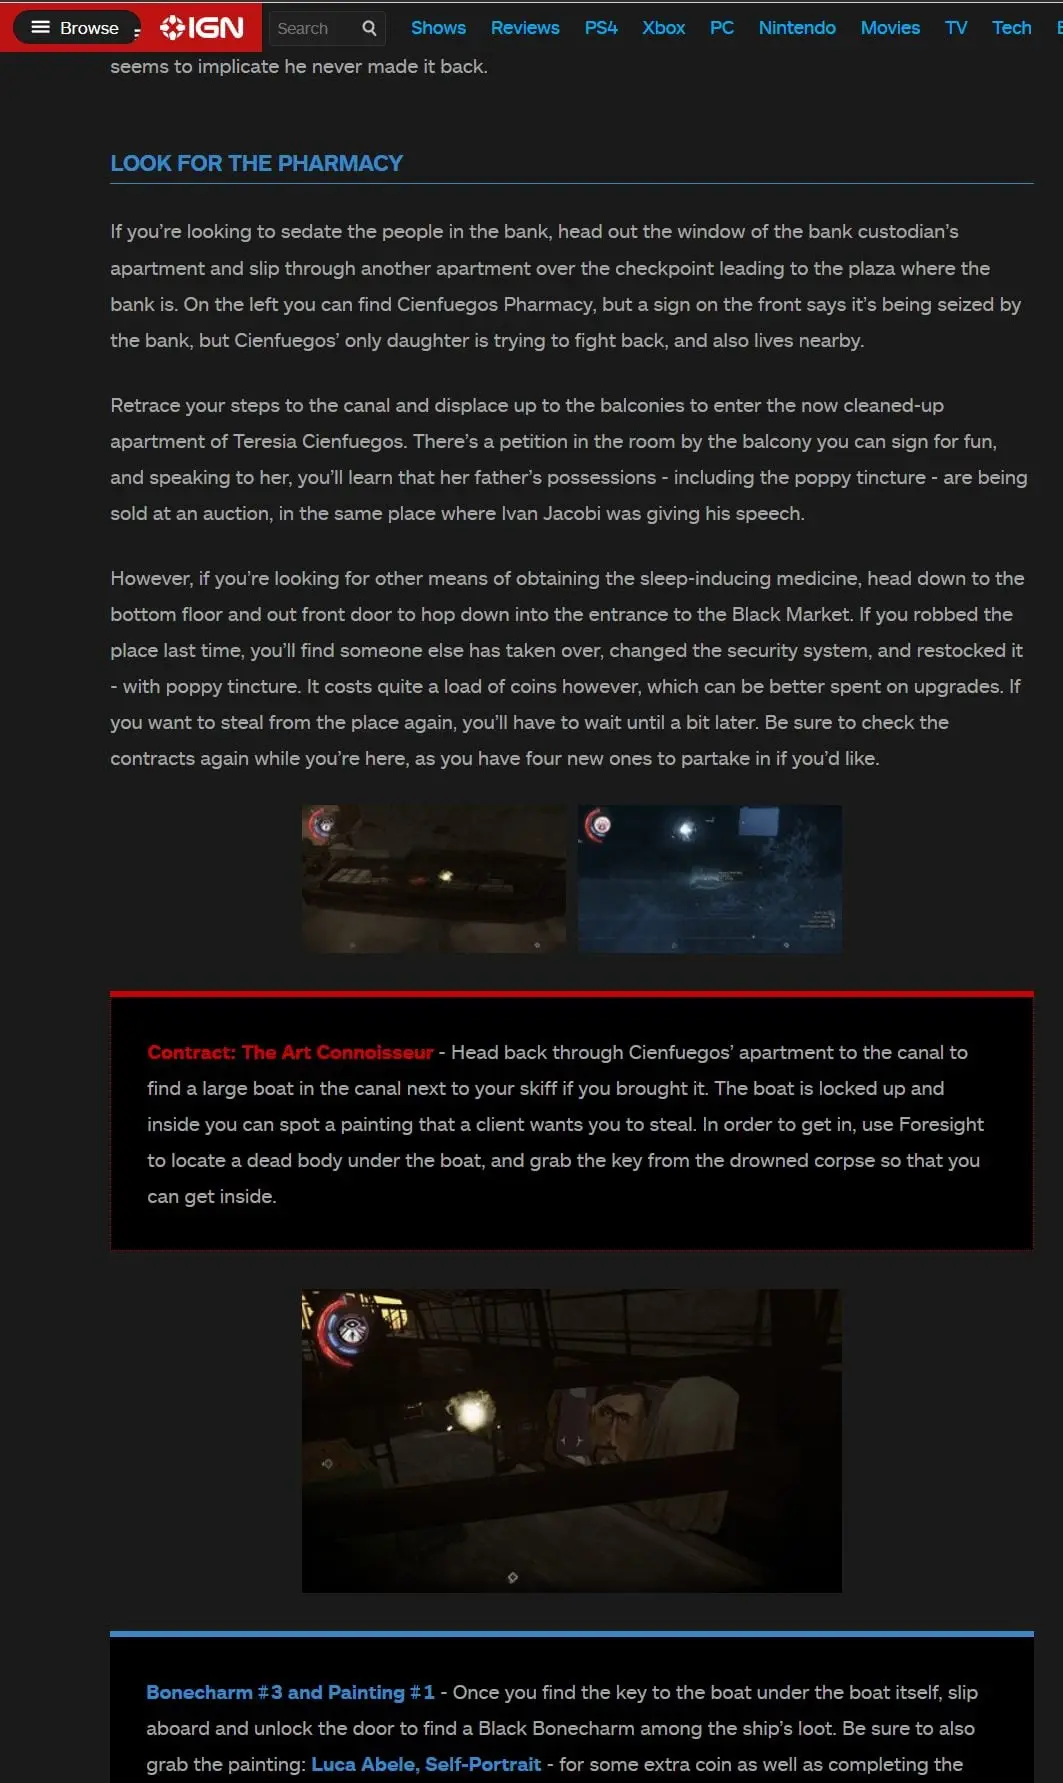 Browse
IGN
Search
Shows Reviews PS4 Xbox PC Nintendo Movies TV Tech
seems to implicate he never made it back.
LOOK FOR THE PHARMACY
If you’re looking to sedate the people in the bank, head out the window of the bank custodian’s
apartment and slip through another apartment over the checkpoint leading to the plaza where the
bank is. On the left you can find Cienfuegos Pharmacy, but a sign on the front says it’s being seized by
the bank, but Cienfuegos’ only daughter is trying to fight back, and also lives nearby.
Retrace your steps to the canal and displace up to the balconies to enter the now cleaned-up
apartment of Teresia Cienfuegos. There’s a petition in the room by the balcony you can sign for fun,
and speaking to her, you’ll learn that her father’s possessions - including the poppy tincture - are being
sold at an auction, in the same place where Ivan Jacobi was giving his speech.
However, if you’re looking for other means of obtaining the sleep-inducing medicine, head down to the
bottom floor and out front door to hop down into the entrance to the Black Market. If you robbed the
place last time, you’ll find someone else has taken over, changed the security system, and restocked it
- with poppy tincture. It costs quite a load of coins however, which can be better spent on upgrades. If
you want to steal from the place again, you’ll have to wait until a bit later. Be sure to check the
contracts again while you’re here, as you have four new ones to partake in if you’d like.
Contract: The Art Connoisseur - Head back through Cienfuegos’ apartment to the canal to
find a large boat in the canal next to your skiff if you brought it. The boat is locked up and
inside you can spot a painting that a client wants you to steal. In order to get in, use Foresight
to locate a dead body under the boat, and grab the key from the drowned corpse so that you
can get inside.
Bonecharm #3 and Painting #1 - Once you find the key to the boat under the boat itself, slip
aboard and unlock the door to find a Black Bonecharm among the ship’s loot. Be sure to also
grab the painting: Luca Abele, Self-Portrait - for some extra coin as well as completing the